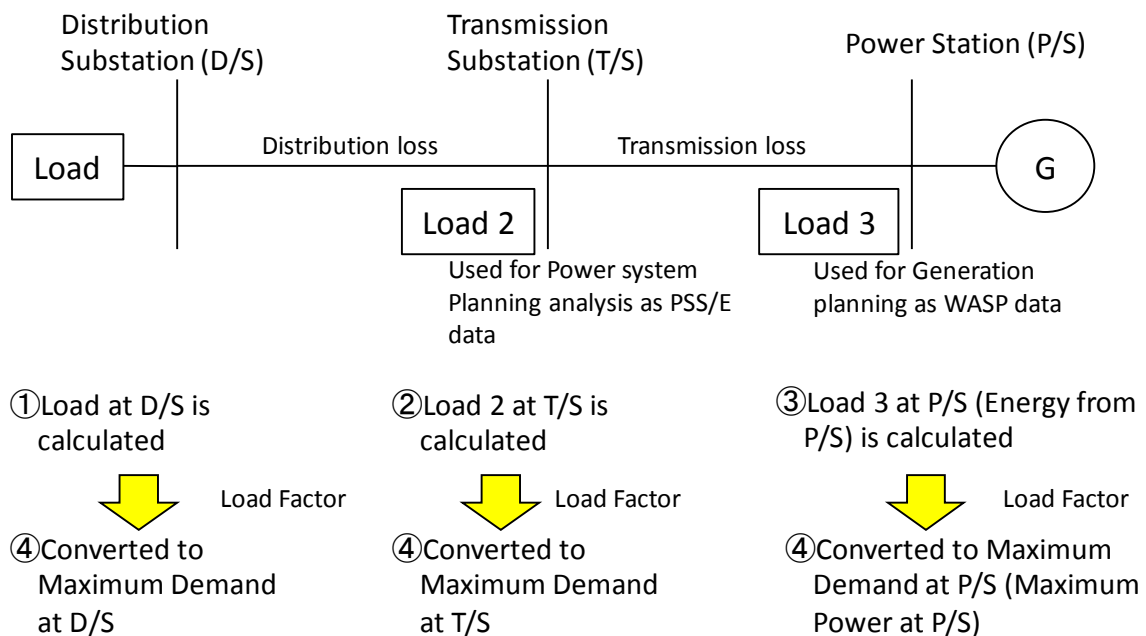 Distribution
Substation (D/S)
Transmission
Substation (T/S)
Power Station (P/S)
Load
Distribution loss
Transmission loss
G
Load 2
Load 3
Used for Power system
Planning analysis as PSS/E
data
Used for Generation
planning as WASP data
①Load at D/S is
calculated
②Load 2 at T/S is
calculated
③Load 3 at P/S (Energy from
P/S) is calculated
Load Factor
Load Factor
Load Factor
④Converted to
Maximum Demand
at D/S
④Converted to
Maximum Demand
at T/S
④Converted to Maximum
Demand at P/S (Maximum
Power at P/S)